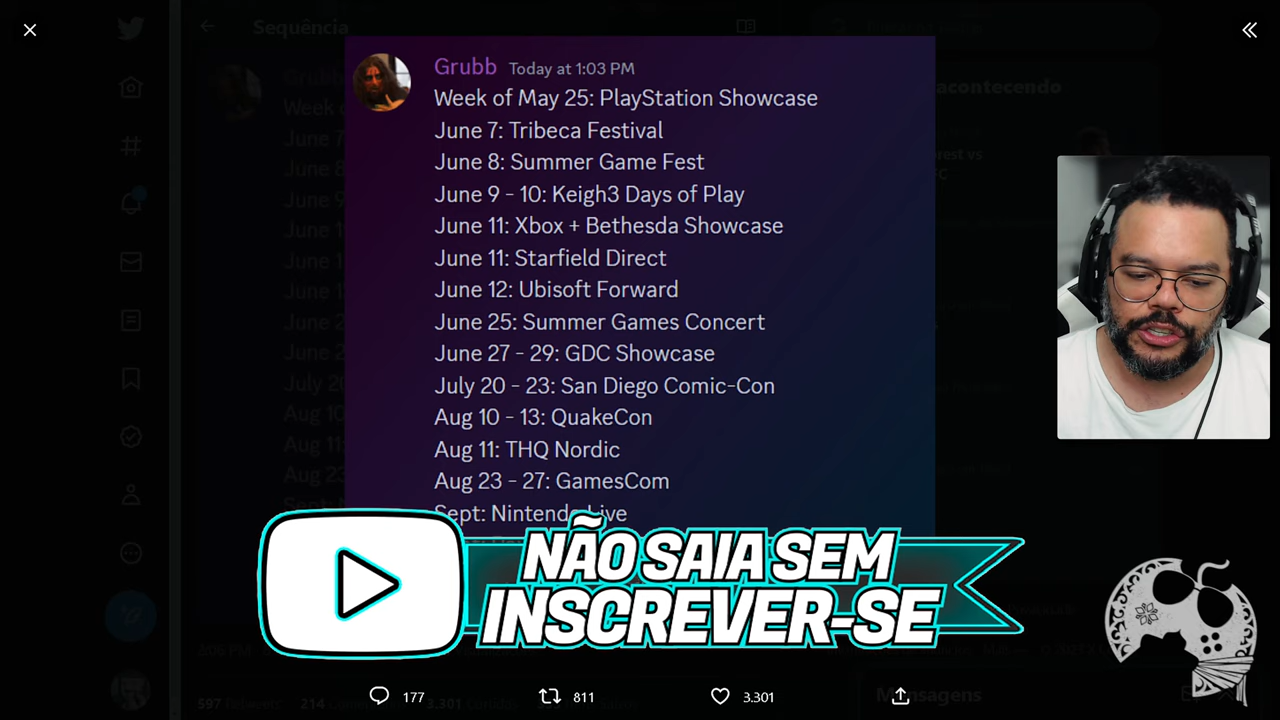 Sequência
Grubb Today at 1:03 PM
Week of May 25: PlayStation Showcase
June 7: Tribeca Festival
June 8: Summer Game Fest
June 9 - 10: Keigh3 Days of Play
June 11: Xbox + Bethesda Showcase
June 11: Starfield Direct
June 12: Ubisoft Forward
June 25: Summer Games Concert
June 27 - 29: GDC Showcase
July 20 - 23: San Diego Comic-Con
Aug 10 - 13: QuakeCon
Aug 11: THQ Nordic
Aug 23 - 27: GamesCom
Sept: Nintendo Live
NÃO SAIA SEM
INSCREVER-SE
177 811 3.301
acontecendo
Mensagens